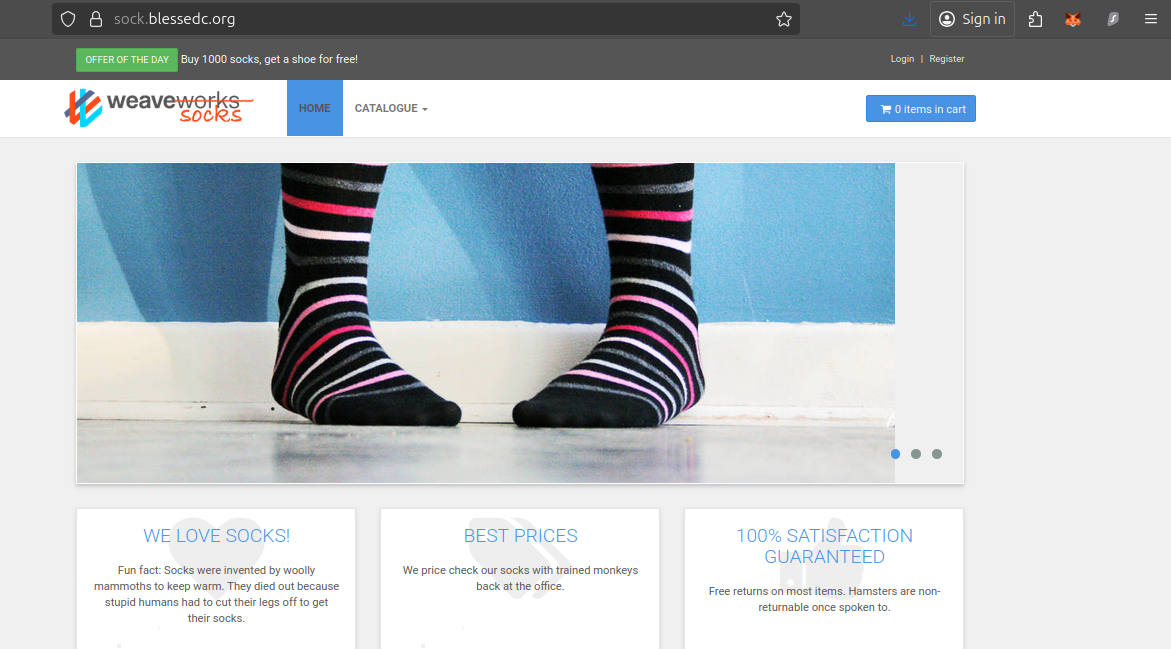 sock.blessedc.org
Sign in
OFFER OF THE DAY Buy 1000 socks, get a shoe for free!
Login | Register
weaveworks
socks
HOME
CATALOGUE
0 items in cart
WE LOVE SOCKS!
Fun fact: Socks were invented by woolly
mammoths to keep warm. They died out because
stupid humans had to cut their legs off to get
their socks.
BEST PRICES
We price check our socks with trained monkeys
back at the office.
100% SATISFACTION
GUARANTEED
Free returns on most items. Hamsters are non-
returnable once spoken to.